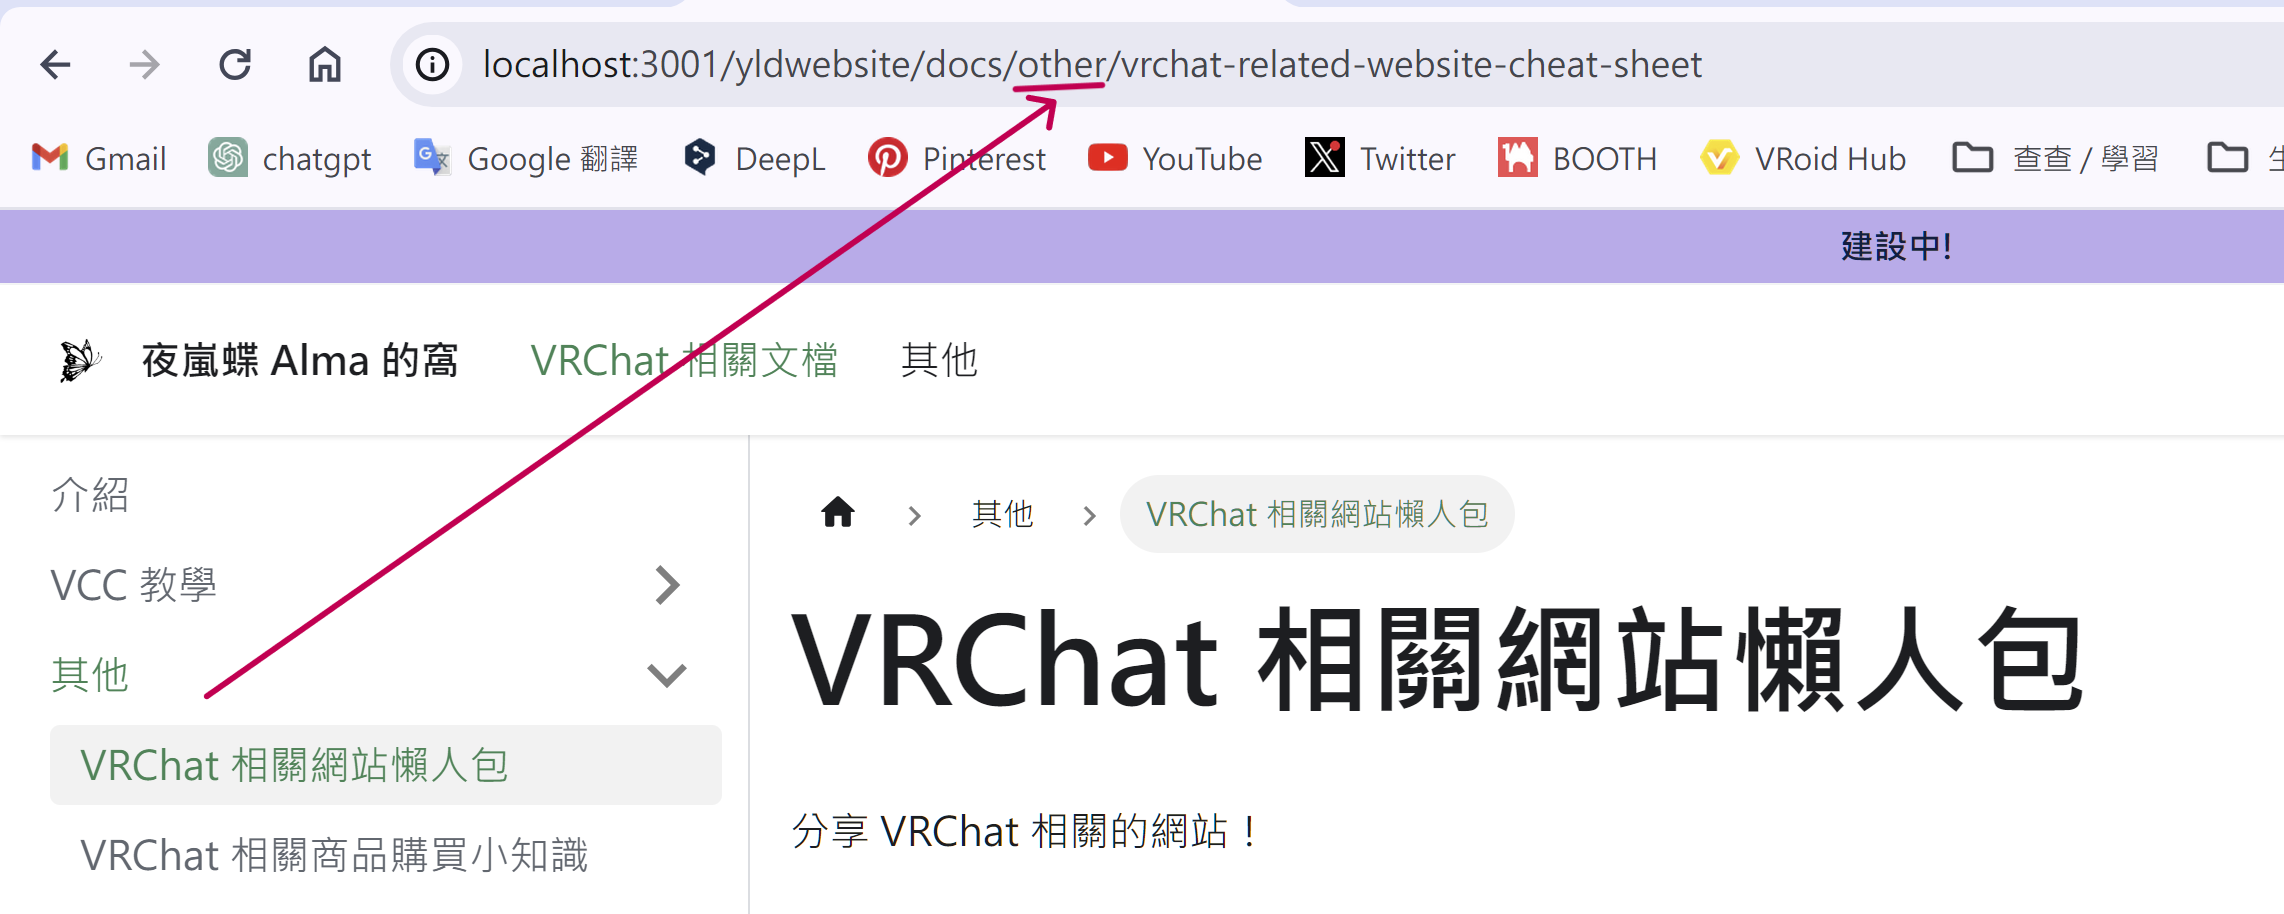 localhost:3001/yldwebsite/docs/other/vrchat-related-website-cheat-sheet
Gmail chatgpt Google 翻譯 DeepL Pinterest YouTube Twitter BOOTH VRoid Hub 查查 / 學習
建設中!
夜嵐蝶 Alma 的窩 VRChat 相關文檔 其他
介紹
VCC 教學
其他
VRChat 相關網站懶人包
VRChat 相關商品購買小知識
其他 VRChat 相關網站懶人包
VRChat 相關網站懶人包
分享 VRChat 相關的網站！